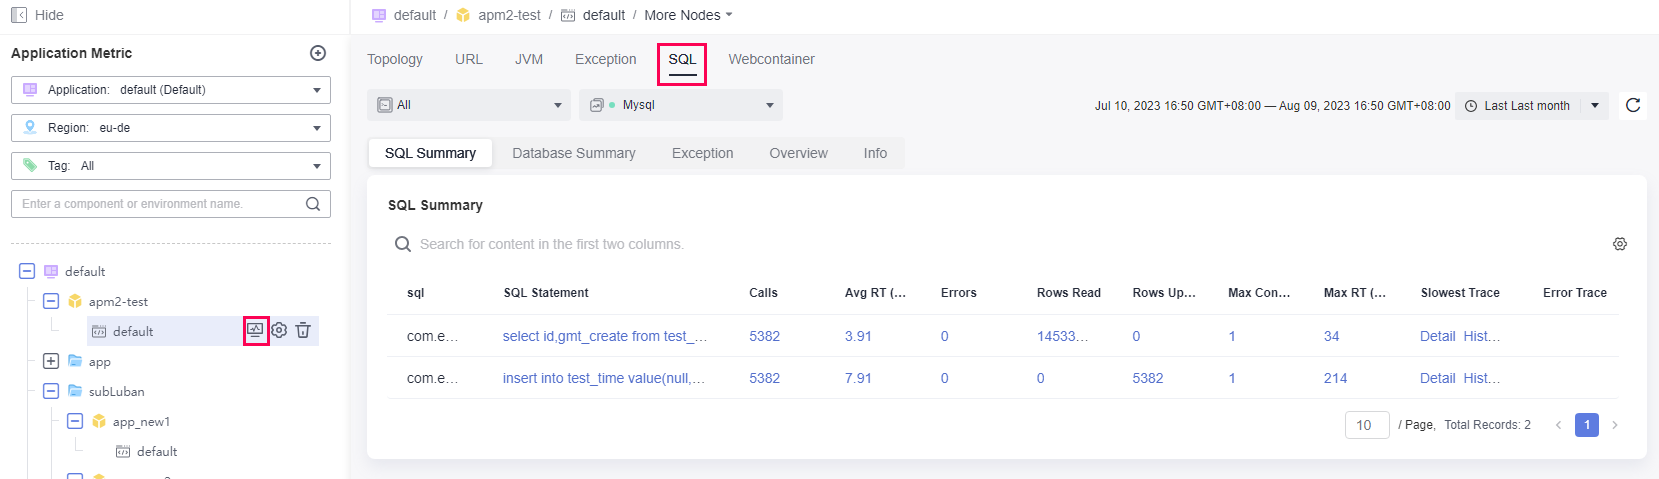 Hide
Application Metric
Application: default (Default)
Region: eu-de
Tag: All
Enter a component or environment name.
default
apm2-test
default
app
subLuban
app_new1
default
default / apm2-test / default / More Nodes
Topology URL JVM Exception SQL Webcontainer
All Mysql Jul 10, 2023 16:50 GMT+08:00 — Aug 09, 2023 16:50 GMT+08:00 Last Last month
SQL Summary Database Summary Exception Overview Info
SQL Summary
Search for content in the first two columns.
sql SQL Statement Calls Avg RT (... Errors Rows Read Rows Up... Max Con... Max RT (... Slowest Trace Error Trace
com.e... select id,gmt_create from test_... 5382 3.91 0 14533... 0 1 34 Detail Hist...
com.e... insert into test_time value(null,... 5382 7.91 0 0 5382 1 214 Detail Hist...
10 / Page, Total Records: 2 < 1 >